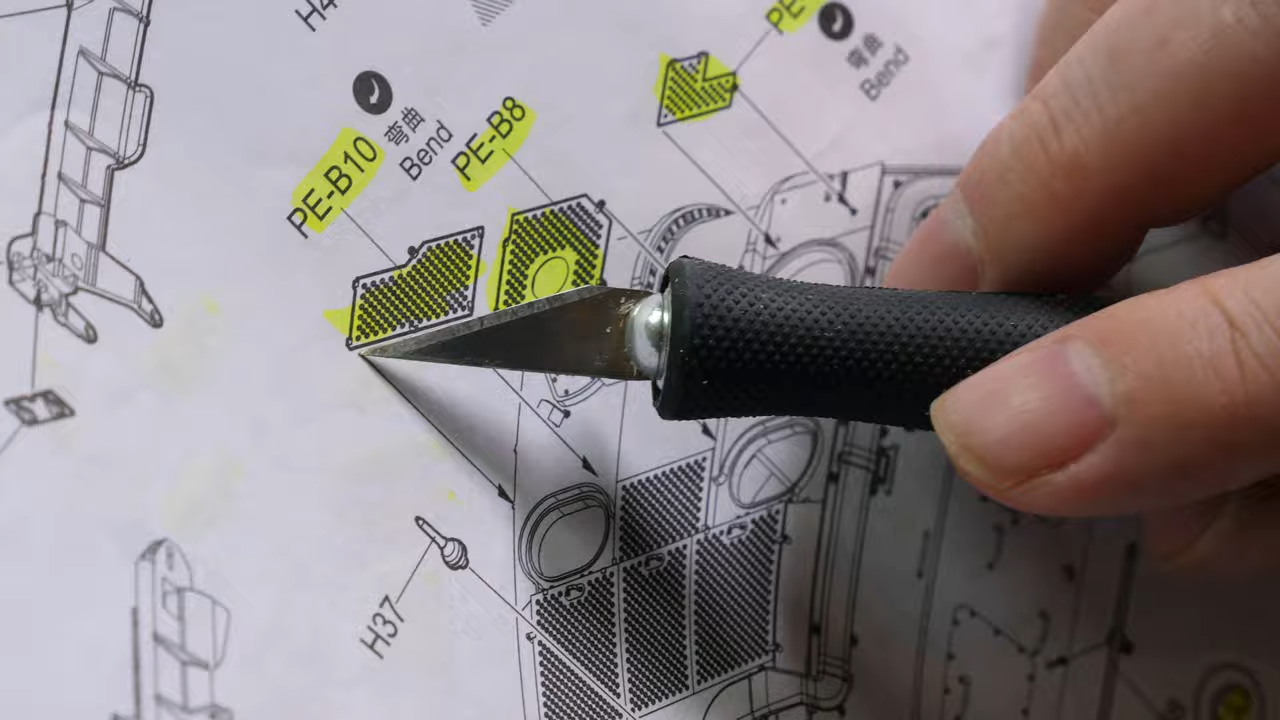 H4
PE
弯曲
Bend
PE-B10
弯曲
Bend
PE-B8
H37